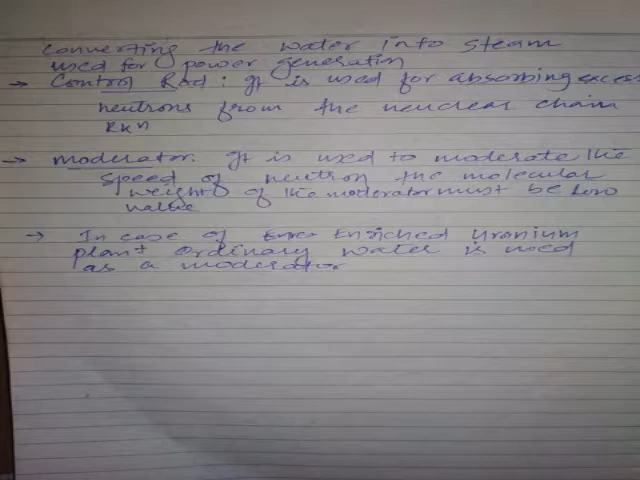 Converting the water into steam
used for power generation
→ Control Rod : It is used for absorbing excess
neutrons from the neuclear chain
RXn
→ moderator : It is used to moderate the
speed of neutron the molecular
weight of the moderator must be low
value
→ In case of Enriched Uranium
plant ordinary water is used
as a moderator